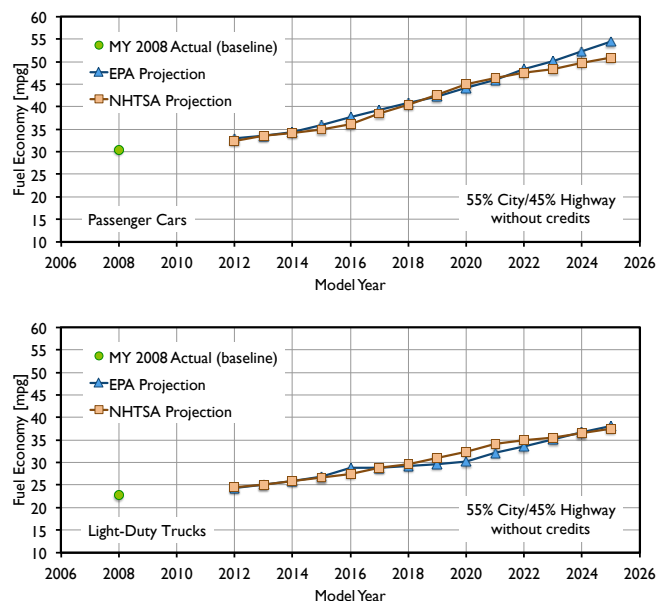 60
55
50
45
40
35
30
25
20
15
10
Fuel Economy [mpg]
MY 2008 Actual (baseline)
EPA Projection
NHTSA Projection
Passenger Cars
55% City/45% Highway
without credits
2006 2008 2010 2012 2014 2016 2018 2020 2022 2024 2026
Model Year
60
55
50
45
40
35
30
25
20
15
10
Fuel Economy [mpg]
MY 2008 Actual (baseline)
EPA Projection
NHTSA Projection
Light-Duty Trucks
55% City/45% Highway
without credits
2006 2008 2010 2012 2014 2016 2018 2020 2022 2024 2026
Model Year